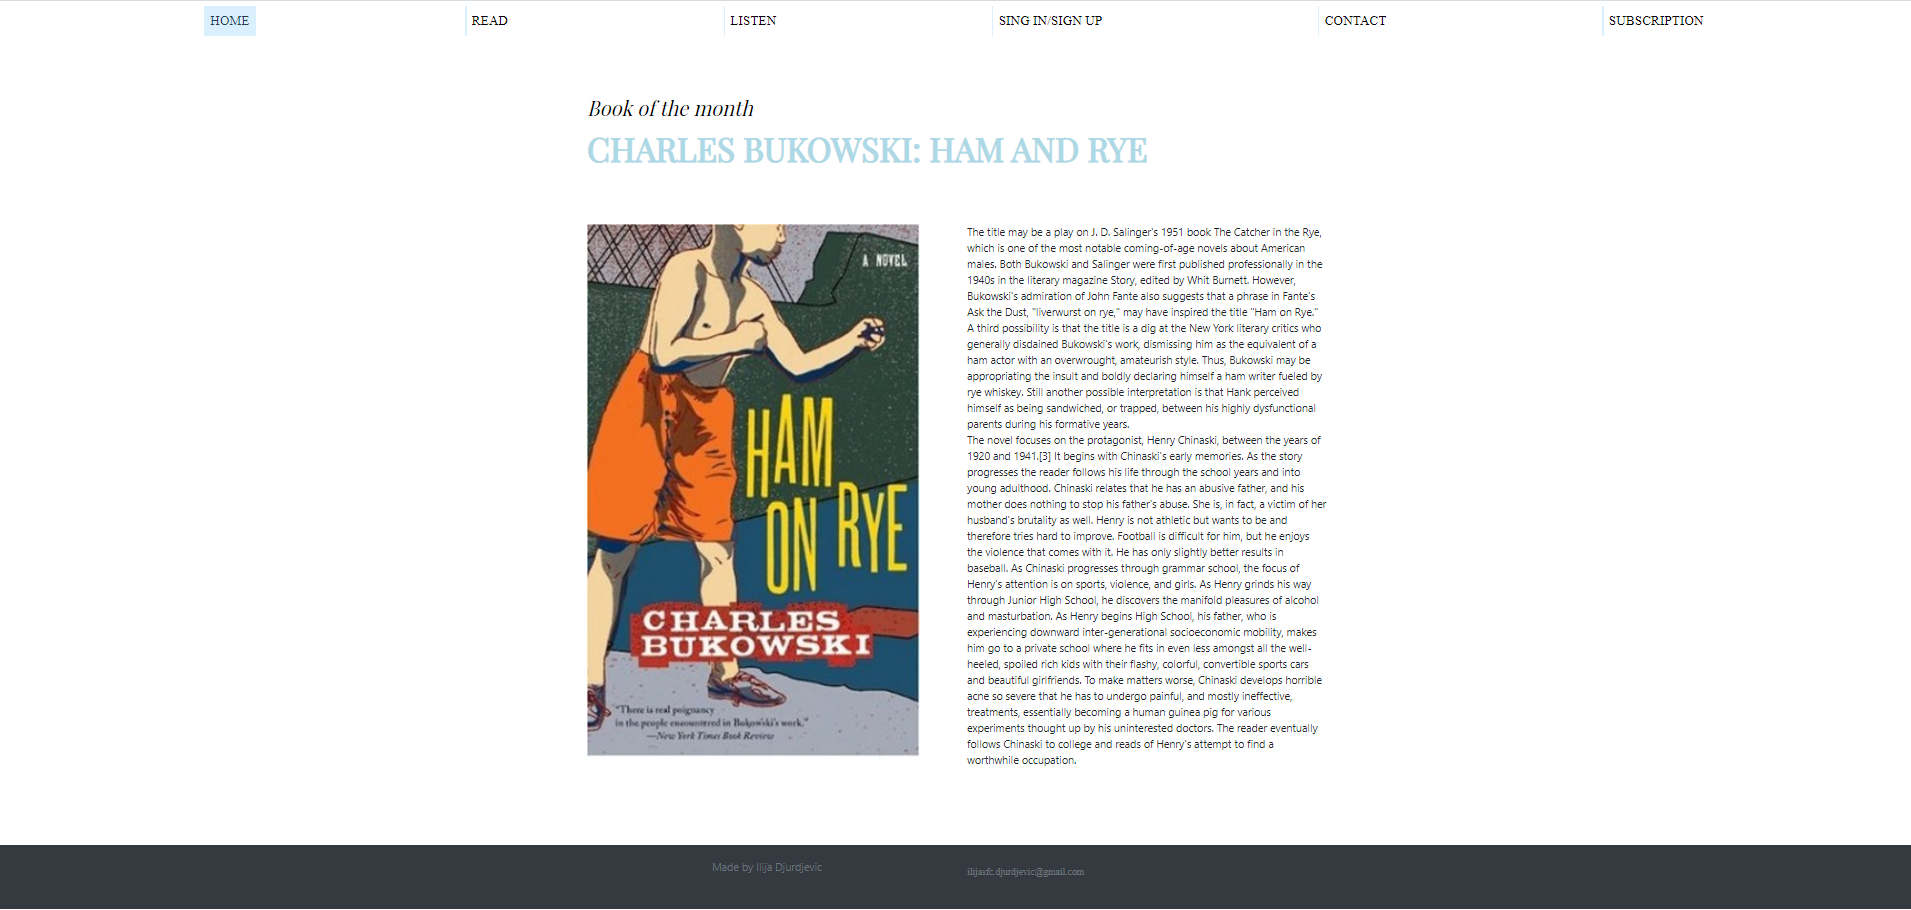 HOME
READ
LISTEN
SING IN/SIGN UP
CONTACT
SUBSCRIPTION
Book of the month
CHARLES BUKOWSKI: HAM AND RYE
A NOVEL
HAM
ON RYE
CHARLES
BUKOWSKI
"There is real poignancy
in the people encountered in Bukowski's work."
—New York Times Book Review
The title may be a play on J. D. Salinger's 1951 book The Catcher in the Rye,
which is one of the most notable coming-of-age novels about American
males. Both Bukowski and Salinger were first published professionally in the
1940s in the literary magazine Story, edited by Whit Burnett. However,
Bukowski's admiration of John Fante also suggests that a phrase in Fante's
Ask the Dust, "liverwurst on rye," may have inspired the title "Ham on Rye."
A third possibility is that the title is a dig at the New York literary critics who
generally disdained Bukowski's work, dismissing him as the equivalent of a
ham actor with an overwrought, amateurish style. Thus, Bukowski may be
appropriating the insult and boldly declaring himself a ham writer fueled by
rye whiskey. Still another possible interpretation is that Hank perceived
himself as being sandwiched, or trapped, between his highly dysfunctional
parents during his formative years.
The novel focuses on the protagonist, Henry Chinaski, between the years of
1920 and 1941.[3] It begins with Chinaski's early memories. As the story
progresses the reader follows his life through the school years and into
young adulthood. Chinaski relates that he has an abusive father, and his
mother does nothing to stop his father's abuse. She is, in fact, a victim of her
husband's brutality as well. Henry is not athletic but wants to be and
therefore tries hard to improve. Football is difficult for him, but he enjoys
the violence that comes with it. He has only slightly better results in
baseball. As Chinaski progresses through grammar school, the focus of
Henry's attention is on sports, violence, and girls. As Henry grinds his way
through Junior High School, he discovers the manifold pleasures of alcohol
and masturbation. As Henry begins High School, his father, who is
experiencing downward inter-generational socioeconomic mobility, makes
him go to a private school where he fits in even less amongst all the well-
heeled, spoiled rich kids with their flashy, colorful, convertible sports cars
and beautiful girlfriends. To make matters worse, Chinaski develops horrible
acne so severe that he has to undergo painful, and mostly ineffective,
treatments, essentially becoming a human guinea pig for various
experiments thought up by his uninterested doctors. The reader eventually
follows Chinaski to college and reads of Henry's attempt to find a
worthwhile occupation.
Made by Ilija Djurdjevic
ilijasfc.djurdjevic@gmail.com